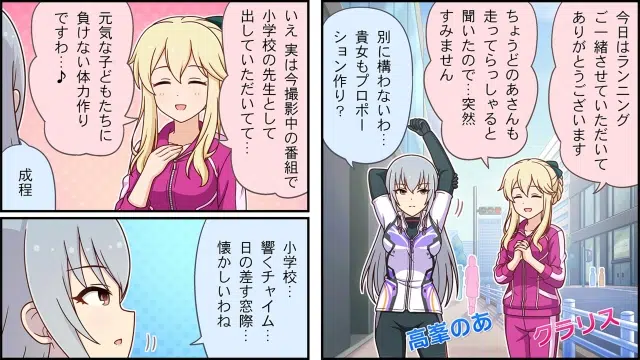 今日はランニング
ご一緒させていただいて
ありがとうございます
ちょうどのあさんも
走ってらっしゃると
聞いたので…突然
すみません
別に構わないわ…
貴女もプロポー
ション作り？
高峯のあ
クラリス
いえ 実は今撮影中の番組で
小学校の先生として
出していただいてて…
元気な子どもたちに
負けない体力作り
ですわ…♪
成程
小学校…
響くチャイム…
日の差す窓際…
懐かしいわね